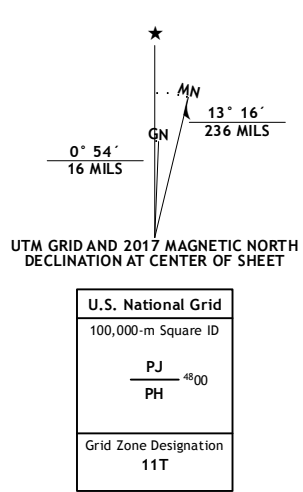 MN
13° 16´
236 MILS
GN
0° 54´
16 MILS
UTM GRID AND 2017 MAGNETIC NORTH
DECLINATION AT CENTER OF SHEET
U.S. National Grid
100,000-m Square ID
PJ
4800
PH
Grid Zone Designation
11T